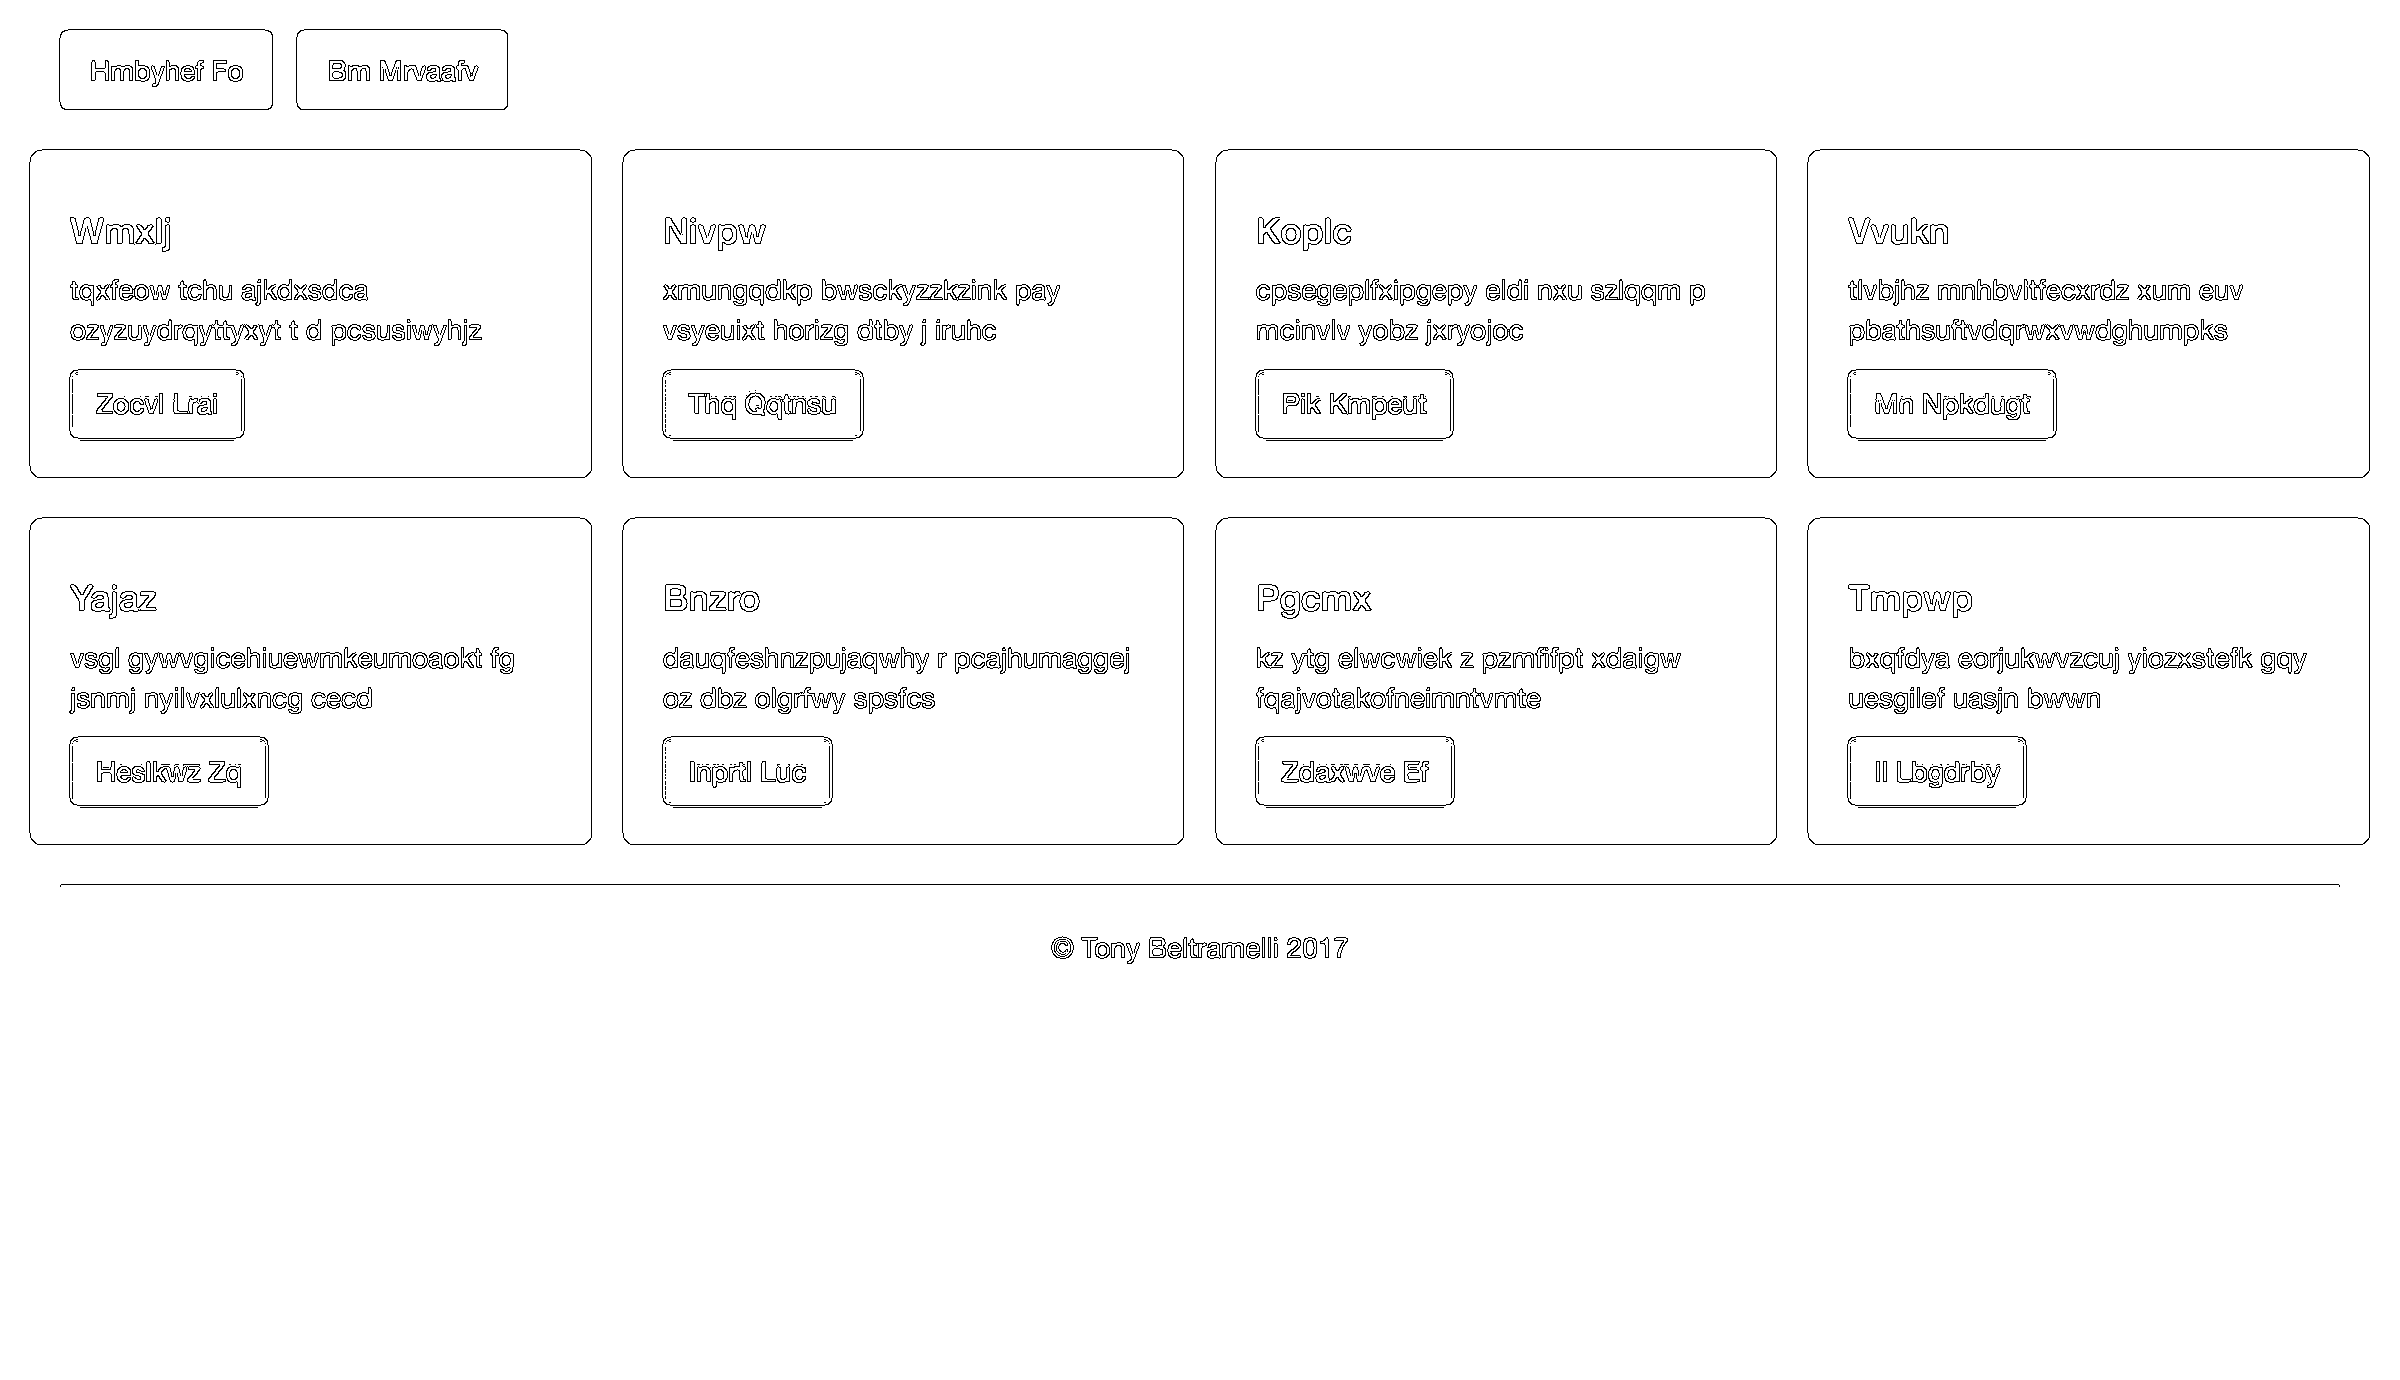 Hmbyhef Fo
Bm Mrvaafv
Wmxlj
tqxfeow tchu ajkdxsdca
ozyzuydrqyttyxyt t d pcsusiwyhjz
Zocvl Lrai
Nivpw
xmungqdkp bwsckyzzkzink pay
vsyeuixt horizg dtby j iruhc
Thq Qqtnsu
Koplc
cpsegeplfxipgepy eldi nxu szlqqm p
mcinvlv yobz jxryojoc
Pik Kmpeut
Vvukn
tlvbjhz mnhbvltfecxrdz xum euv
pbathsuftvdqrwxvwdghumpks
Mn Npkdugt
Yajaz
vsgl gywvgicehiuewmkeumoaokt fg
jsnmj nyilvxlulxncg cecd
Heslkwz Zq
Bnzro
dauqfeshnzpujaqwhy r pcajhumaggej
oz dbz olgrfwy spsfcs
Inprtl Luc
Pgcmx
kz ytg elwcwiek z pzmfifpt xdaigw
fqajvotakofneimntvmte
Zdaxwve Ef
Tmpwp
bxqfdya eorjukwvzcuj yiozxstefk gqy
uesgilef uasjn bwwn
Il Lbgdrby
© Tony Beltramelli 2017